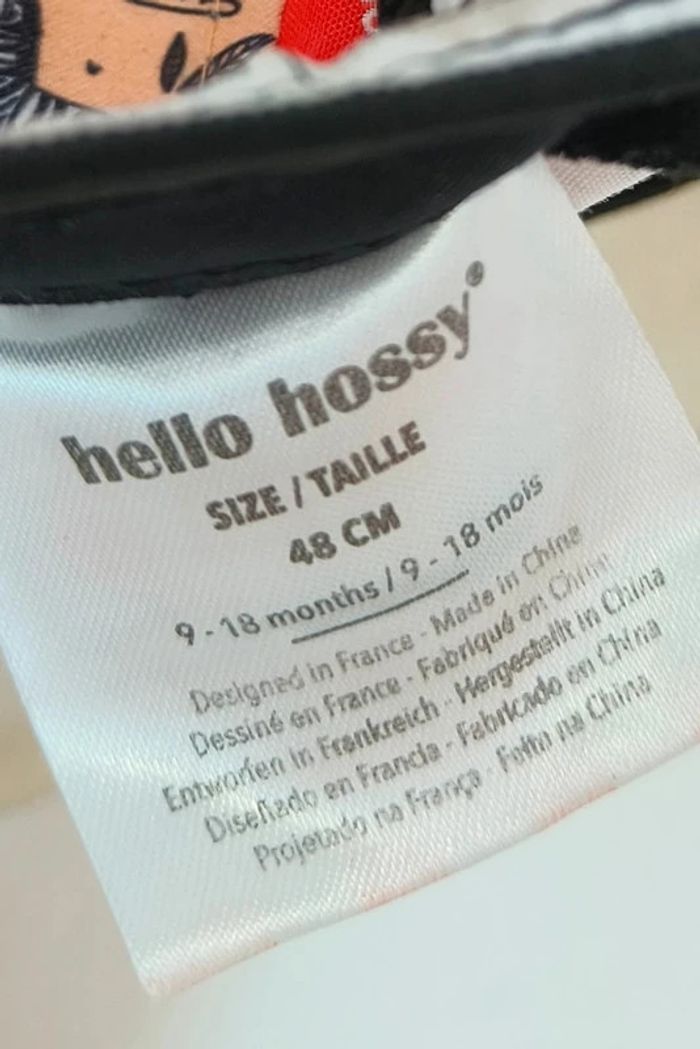 hello hossy®
SIZE / TAILLE
48 CM
9 - 18 months / 9 - 18 mois
Designed in France - Made in China
Dessiné en France - Fabriqué en China
Entworfen in Frankreich - Hergestellt in China
Diseñado en Francia - Fabricado en China
Projetado na França - Feito na China